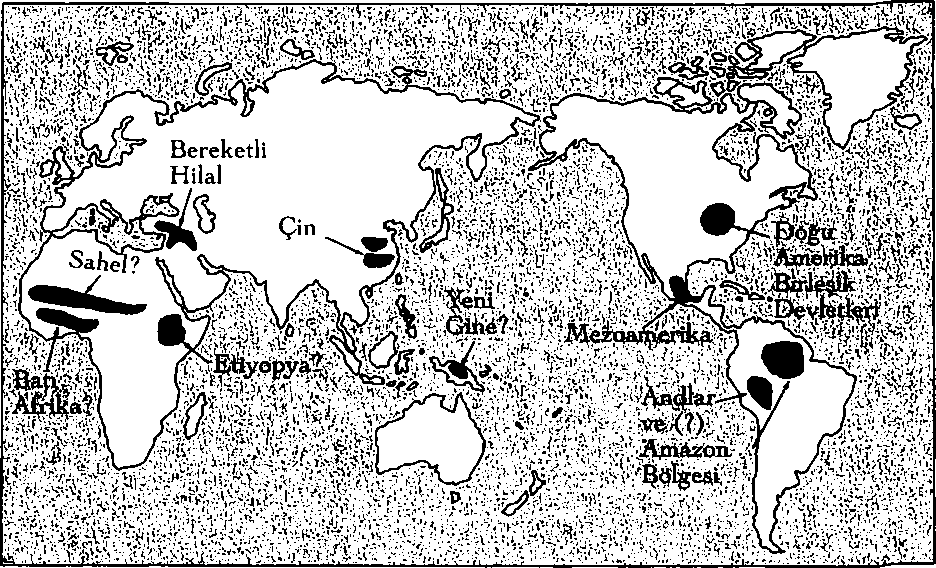 Bereketli
Hilal
Çin
Sahel?
Yeni
Gine?
Doğu
Amerika
Birleşik
Devletleri
Mezoamerika
Etiyopya?
Batı
Afrika?
Andlar
ve (?)
Amazon
Bölgesi